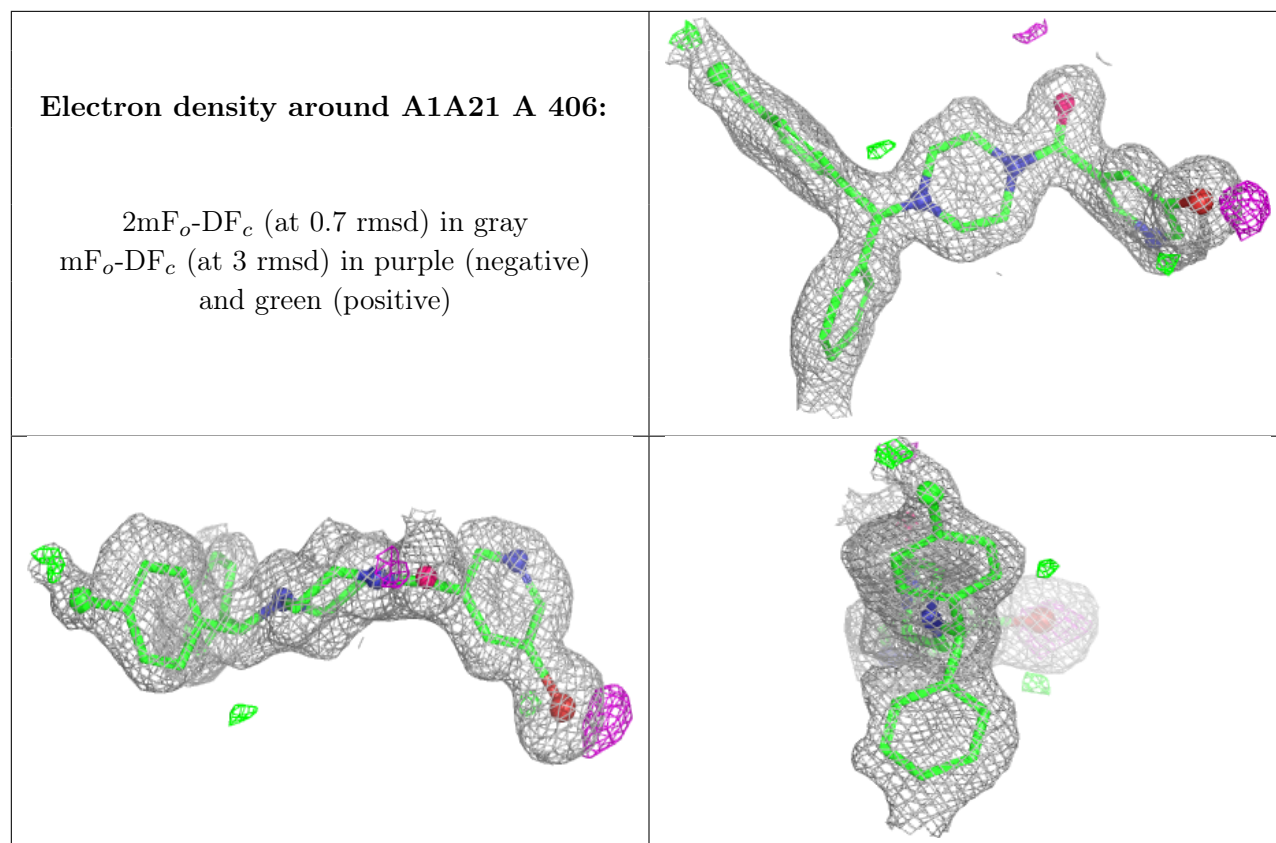 Electron density around A1A21 A 406:
2mFo-DFc (at 0.7 rmsd) in gray
mFo-DFc (at 3 rmsd) in purple (negative)
and green (positive)